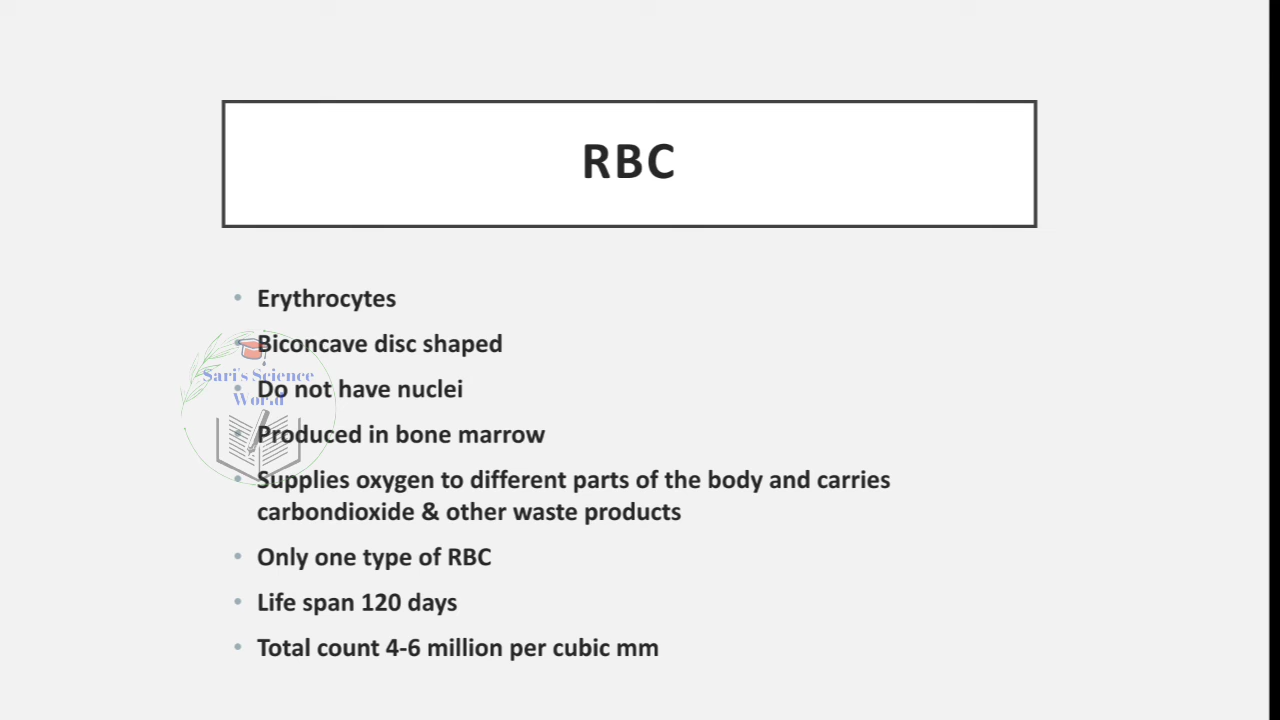 RBC
• Erythrocytes
• Biconcave disc shaped
• Do not have nuclei
• Produced in bone marrow
• Supplies oxygen to different parts of the body and carries
carbondioxide & other waste products
• Only one type of RBC
• Life span 120 days
• Total count 4-6 million per cubic mm
Sari's Science
World